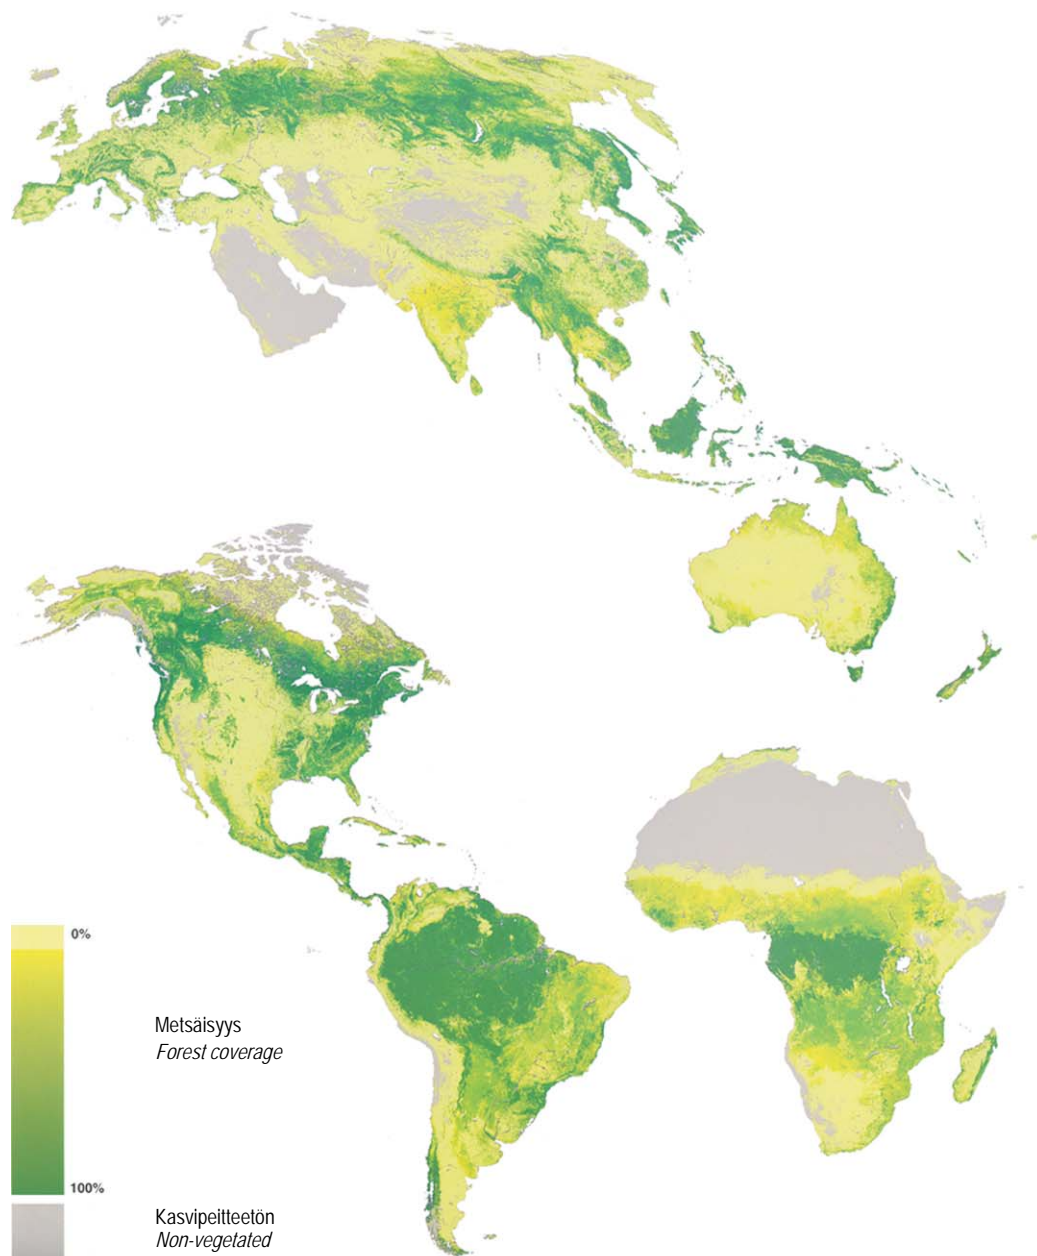 0%
Metsäisyys
Forest coverage
100%
Kasvipeitteetön
Non-vegetated